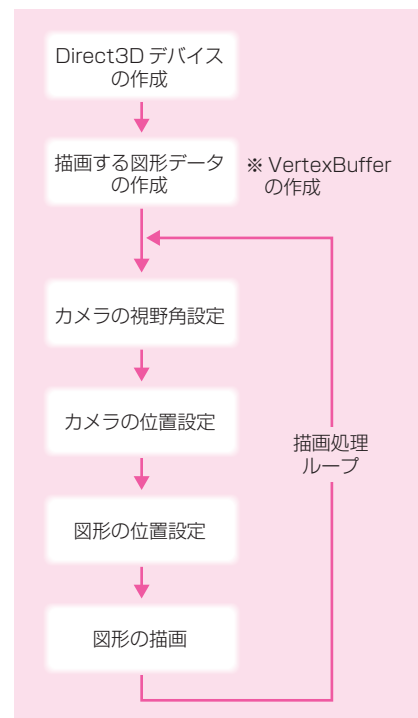 Direct3D デバイス
の作成
描画する図形データ
の作成
※ VertexBuffer
の作成
カメラの視野角設定
カメラの位置設定
描画処理
ループ
図形の位置設定
図形の描画